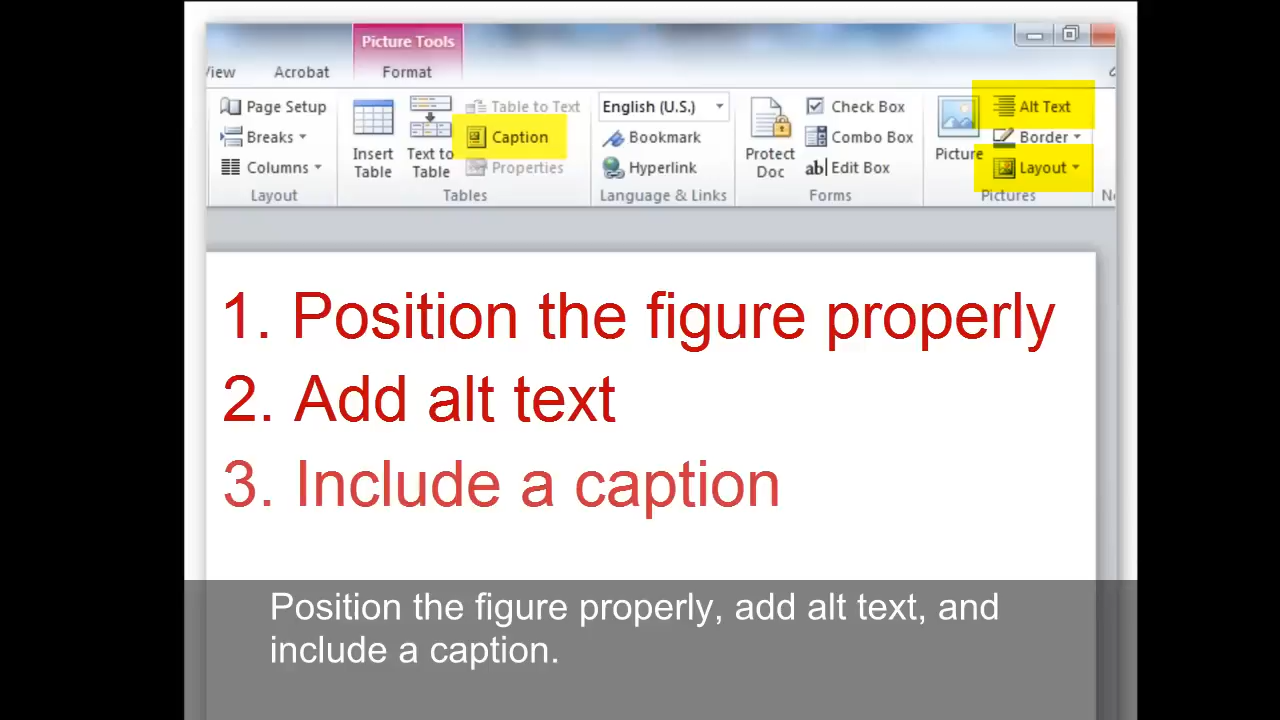 Picture Tools
View Acrobat Format
Page Setup
Breaks
Columns
Layout
Insert Table
Text to Table
Table to Text
Caption
Properties
Tables
English (U.S.)
Bookmark
Hyperlink
Language & Links
Protect Doc
Check Box
Combo Box
ab| Edit Box
Forms
Picture
Alt Text
Border
Layout
Pictures
1. Position the figure properly
2. Add alt text
3. Include a caption
Position the figure properly, add alt text, and
include a caption.